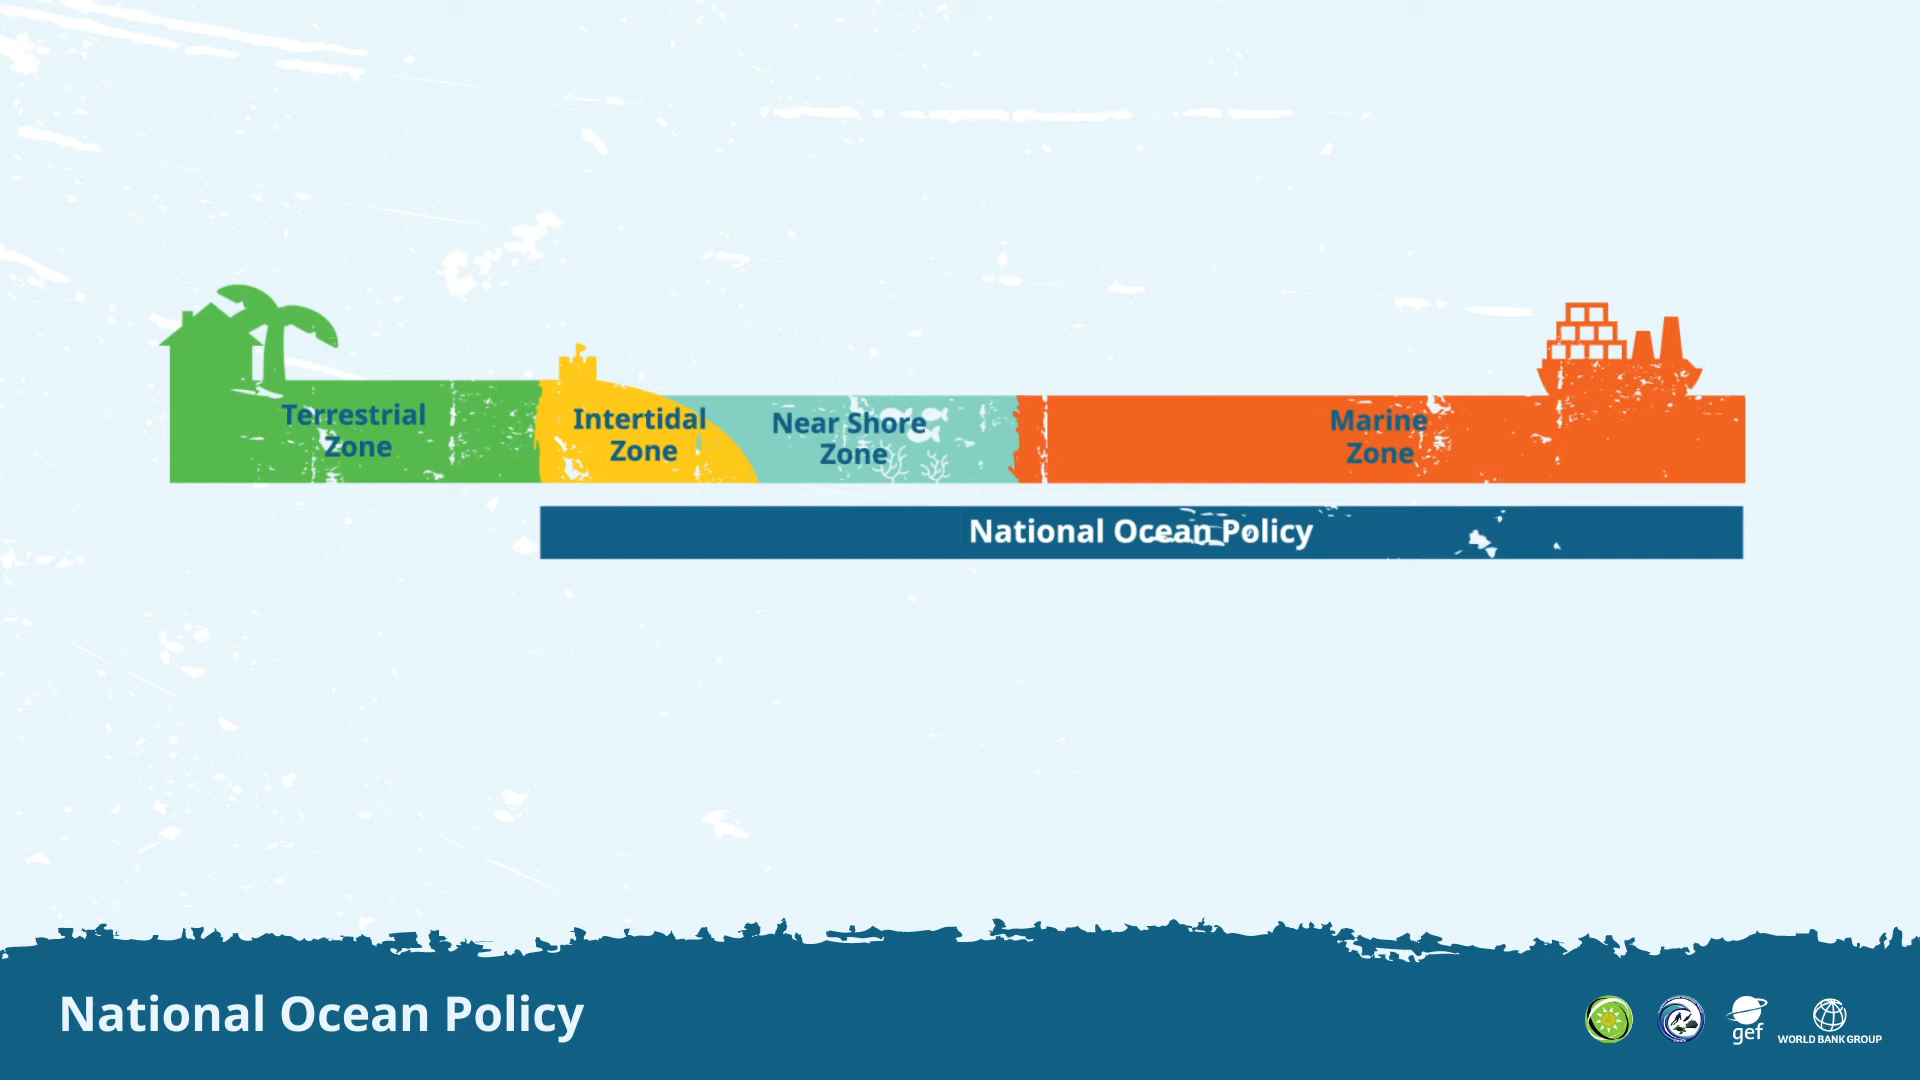 Terrestrial
Zone
Intertidal
Zone
Near Shore
Zone
Marine
Zone
National Ocean Policy
National Ocean Policy
gef
WORLD BANK GROUP